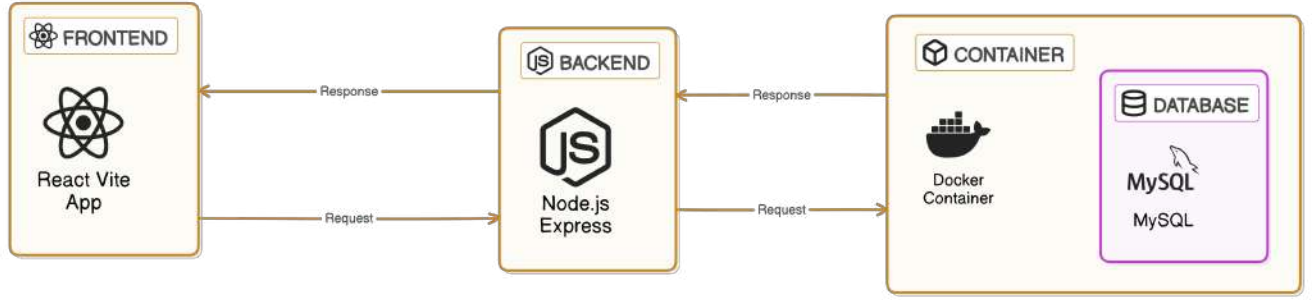 FRONTEND
React Vite
App
Response
Request
JS BACKEND
JS
Node.js
Express
Response
Request
CONTAINER
Docker
Container
DATABASE
MySQL
MySQL